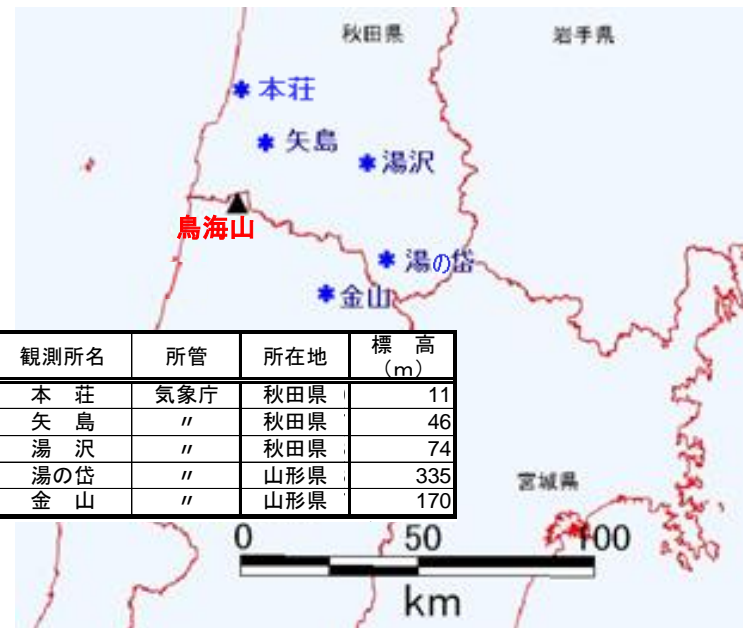 秋田県 岩手県
本荘
矢島
湯沢
鳥海山
湯の岱
金山
観測所名 所管 所在地 標 高(m)
本 荘 気象庁 秋田県 11
矢 島 〃 秋田県 46
湯 沢 〃 秋田県 74
湯の岱 〃 山形県 335
金 山 〃 山形県 170
宮城県
0 50 100
km